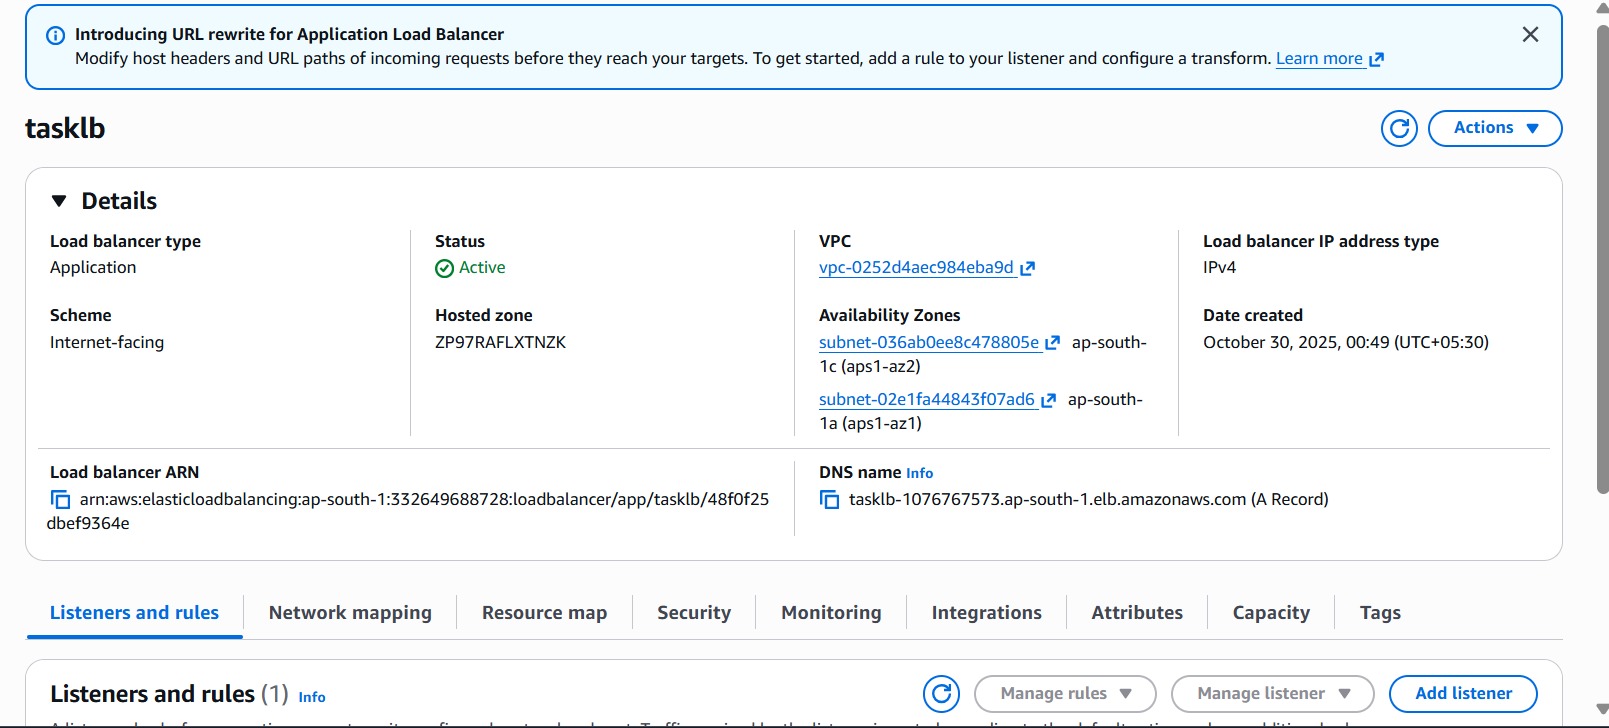 Introducing URL rewrite for Application Load Balancer
Modify host headers and URL paths of incoming requests before they reach your targets. To get started, add a rule to your listener and configure a transform. Learn more
tasklb
Actions
Details
Load balancer type
Application
Status
Active
VPC
vpc-0252d4aec984eba9d
Load balancer IP address type
IPv4
Scheme
Internet-facing
Hosted zone
ZP97RAFLXTNZK
Availability Zones
subnet-036ab0ee8c478805e ap-south-
1c (aps1-az2)
subnet-02e1fa44843f07ad6 ap-south-
1a (aps1-az1)
Date created
October 30, 2025, 00:49 (UTC+05:30)
Load balancer ARN
arn:aws:elasticloadbalancing:ap-south-1:332649688728:loadbalancer/app/tasklb/48f0f25
dbef9364e
DNS name Info
tasklb-1076767573.ap-south-1.elb.amazonaws.com (A Record)
Listeners and rules
Network mapping
Resource map
Security
Monitoring
Integrations
Attributes
Capacity
Tags
Listeners and rules (1) Info
Manage rules
Manage listener
Add listener